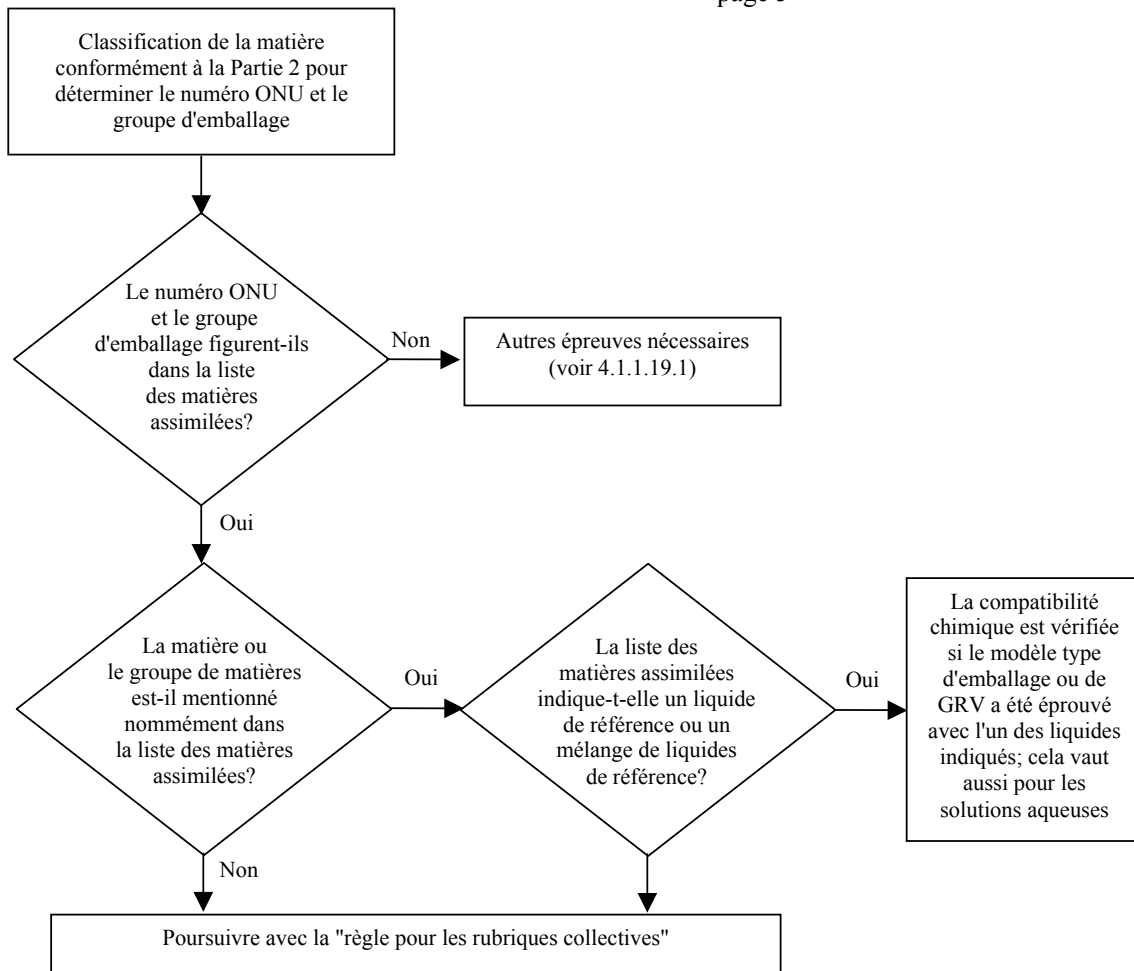 Classification de la matière
conformément à la Partie 2 pour
déterminer le numéro ONU et le
groupe d'emballage
Le numéro ONU
et le groupe
d'emballage figurent-ils
dans la liste
des matières
assimilées?
Non
Autres épreuves nécessaires
(voir 4.1.1.19.1)
Oui
La matière ou
le groupe de matières
est-il mentionné
nommément dans
la liste des matières
assimilées?
Oui
La liste des
matières assimilées
indique-t-elle un liquide
de référence ou un
mélange de liquides
de référence?
Oui
La compatibilité
chimique est vérifiée
si le modèle type
d'emballage ou de
GRV a été éprouvé
avec l'un des liquides
indiqués; cela vaut
aussi pour les
solutions aqueuses
Non
Poursuivre avec la "règle pour les rubriques collectives"